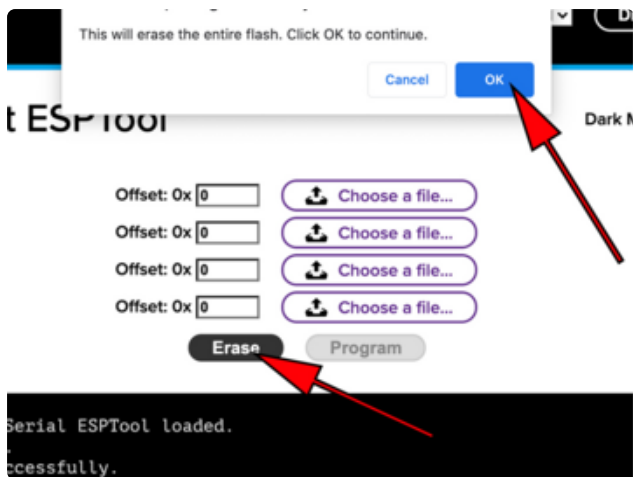 This will erase the entire flash. Click OK to continue.
Cancel OK
t ESPTool
Dark M
Offset: 0x 0 Choose a file...
Offset: 0x 0 Choose a file...
Offset: 0x 0 Choose a file...
Offset: 0x 0 Choose a file...
Erase Program
Serial ESPTool loaded.
.
ccessfully.